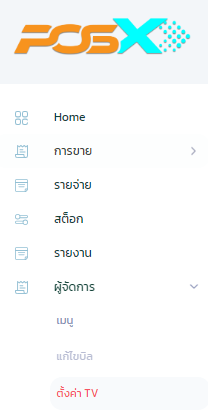 POSX
Home
การขาย
รายจ่าย
สต็อก
รายงาน
ผู้จัดการ
เมนู
แก้ไขบิล
ตั้งค่า TV